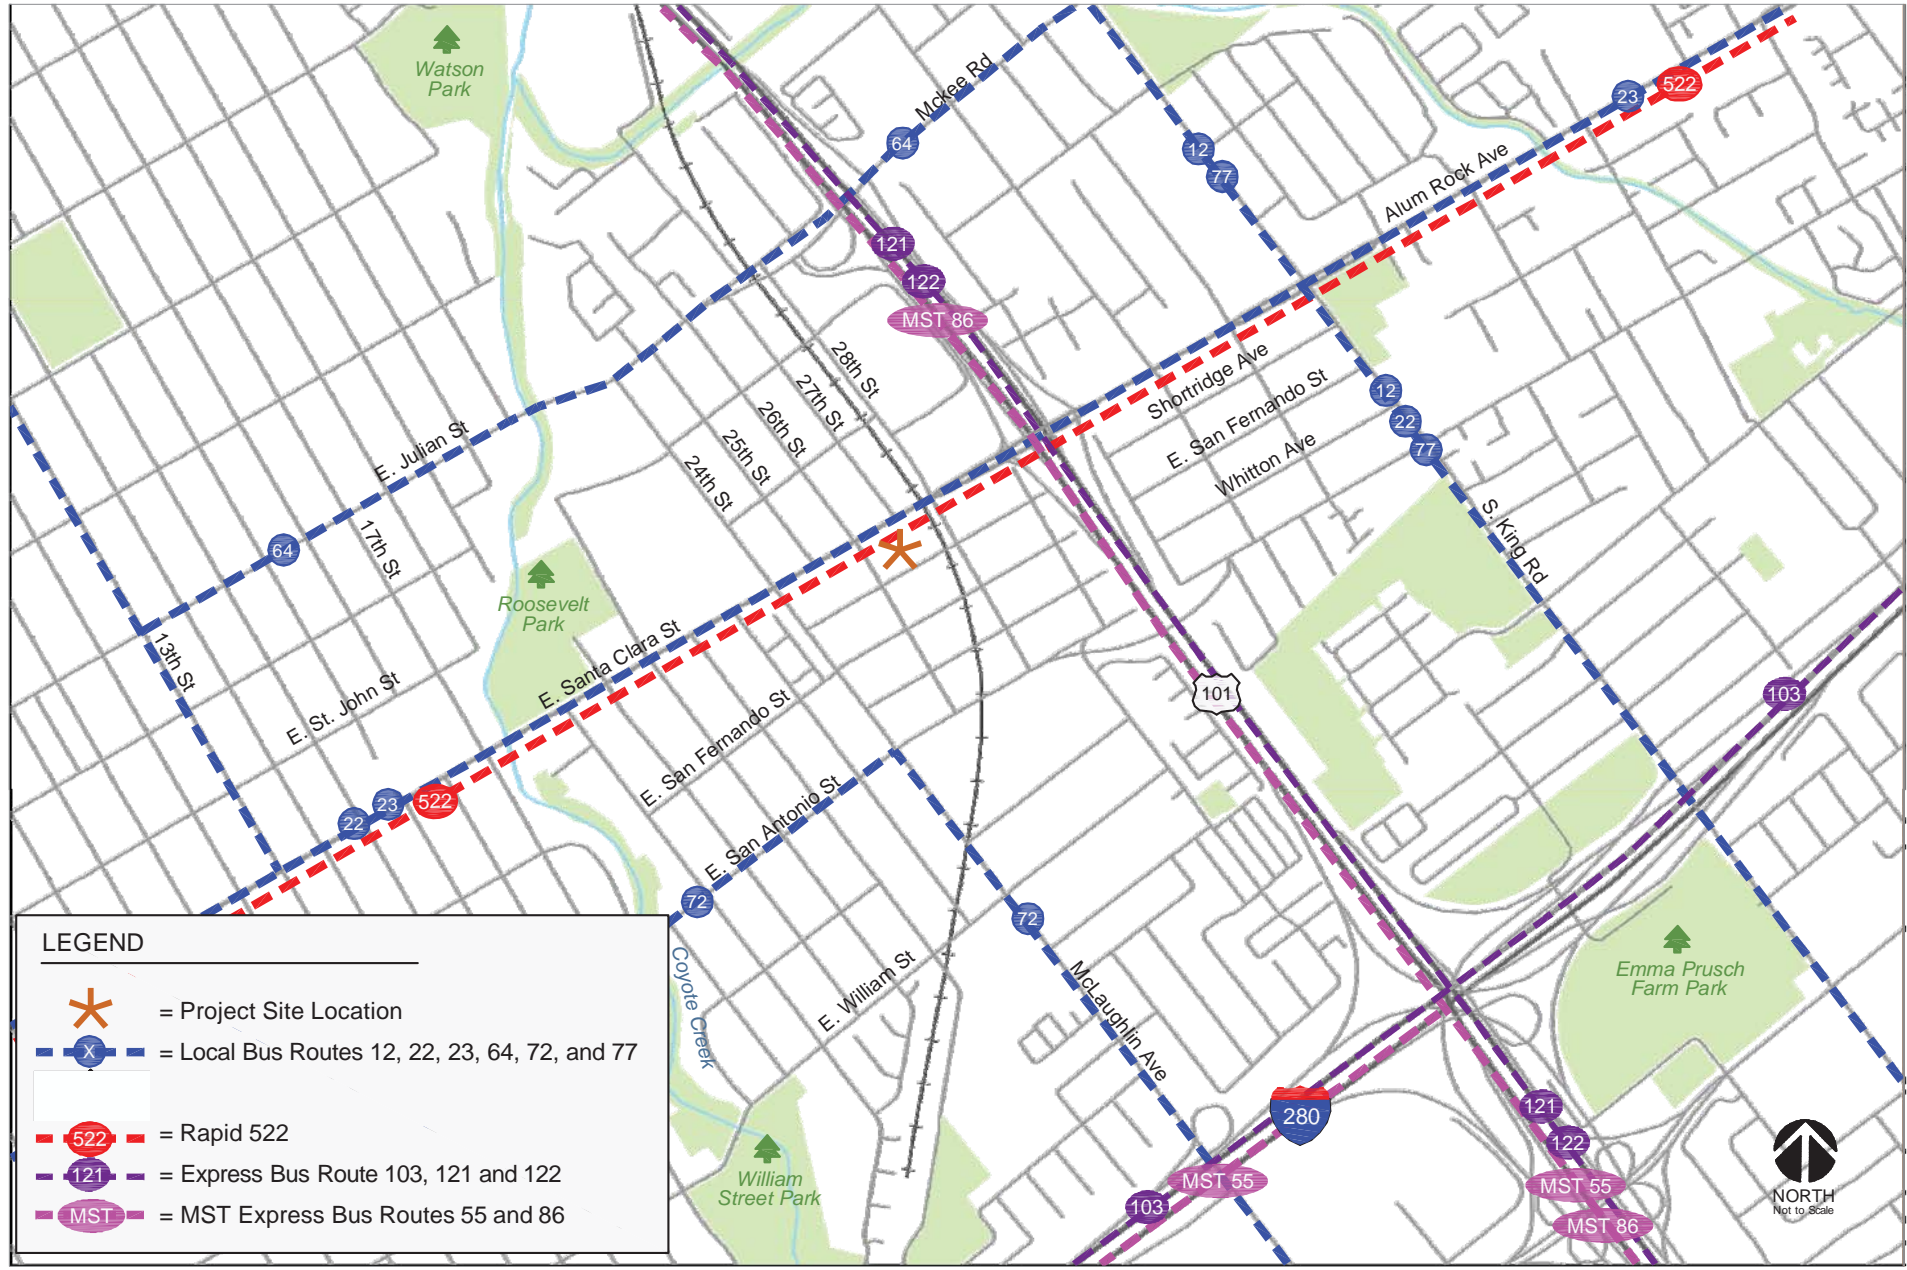 Watson
Park
Mckee Rd
64
12
77
23
522
Alum Rock Ave
121
122
MST 86
28th St
27th St
26th St
25th St
24th St
Shortridge Ave
E. San Fernando St
Whitton Ave
12
22
77
S. King Rd
E. Julian St
64
17th St
13th St
Roosevelt
Park
E. Santa Clara St
E. St. John St
22
23
522
E. San Fernando St
E. San Antonio St
72
101
103
72
E. William St
Coyote Creek
McLaughlin Ave
Emma Prusch
Farm Park
280
121
122
MST 55
MST 86
MST 55
103
William
Street Park
NORTH
Not to Scale
LEGEND
= Project Site Location
X = Local Bus Routes 12, 22, 23, 64, 72, and 77
522 = Rapid 522
121 = Express Bus Route 103, 121 and 122
MST = MST Express Bus Routes 55 and 86